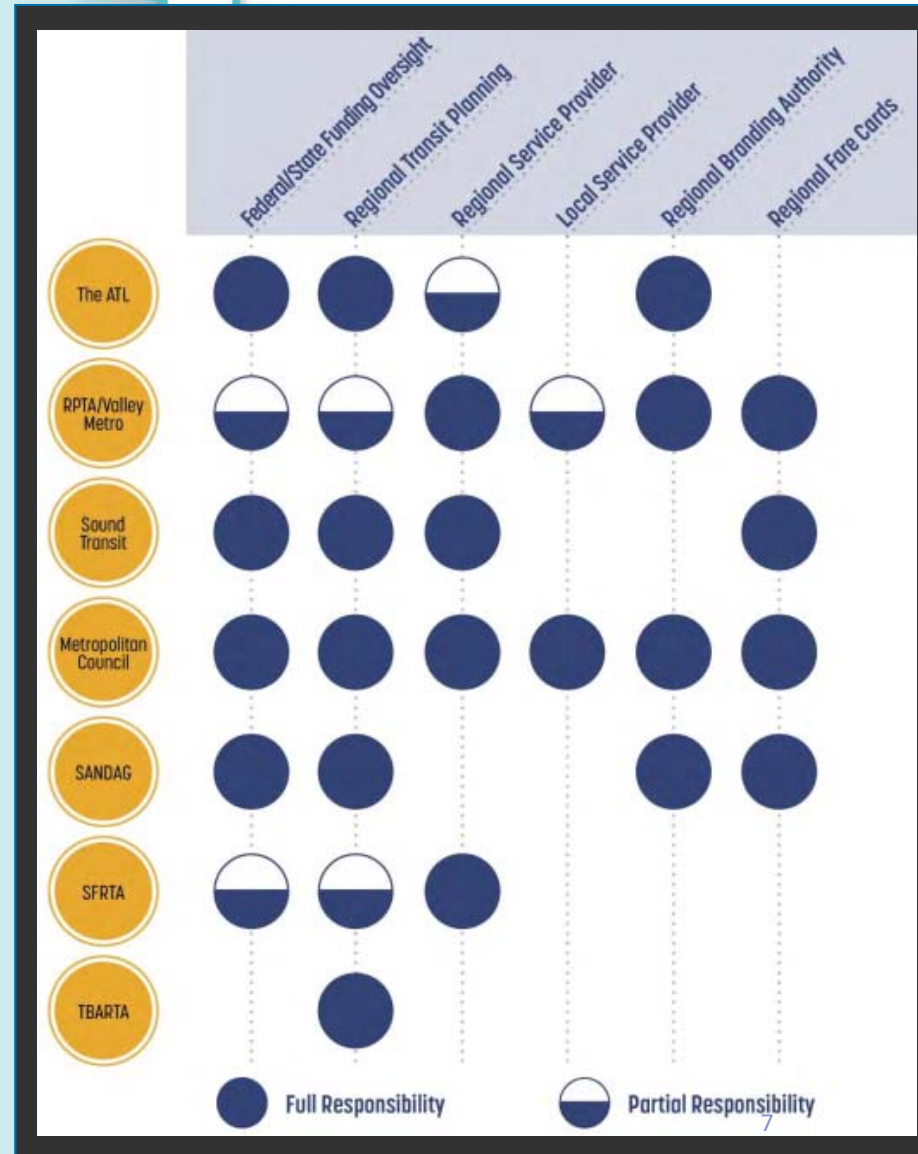 Federal/State Funding Oversight
Regional Transit Planning
Regional Service Provider
Local Service Provider
Regional Branding Authority
Regional Fare Cards
The ATL
RPTA/Valley
Metro
Sound
Transit
Metropolitan
Council
SANDAG
SFRTA
TBARTA
Full Responsibility
Partial Responsibility
7